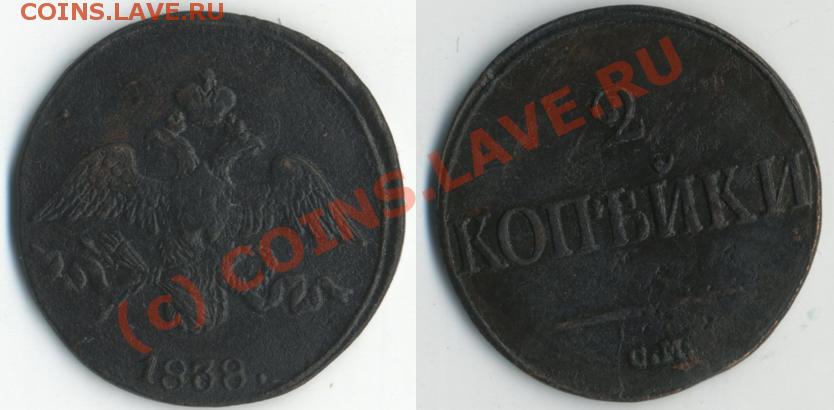 COINS.LAVE.RU
(c) COINS.LAVE.RU
1838.
2
КОПѢЙКИ
С.М.